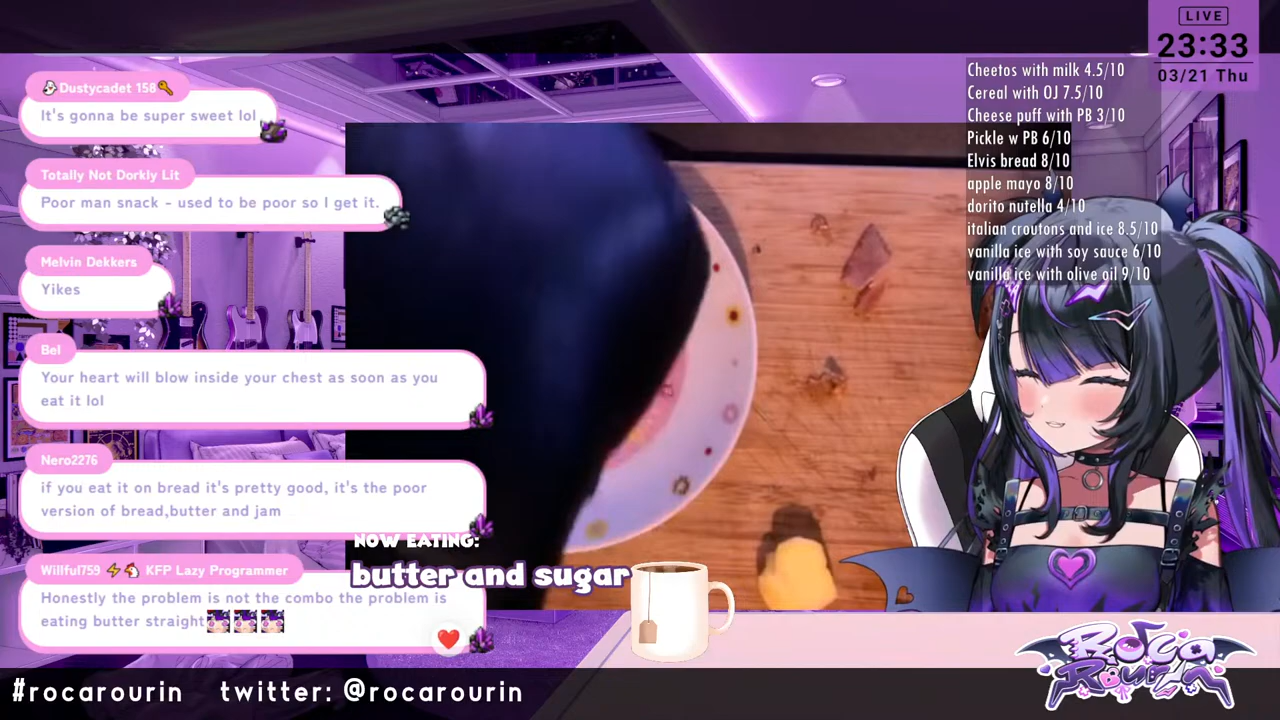 LIVE
23:33
03/21 Thu
Cheetos with milk 4.5/10
Cereal with OJ 7.5/10
Cheese puff with PB 3/10
Pickle w PB 6/10
Elvis bread 8/10
apple mayo 8/10
dorito nutella 4/10
italian croutons and ice 8.5/10
vanilla ice with soy sauce 6/10
vanilla ice with olive oil 9/10
Dustycadet 158
It's gonna be super sweet lol
Totally Not Dorkly Lit
Poor man snack - used to be poor so I get it.
Melvin Dekkers
Yikes
Bel
Your heart will blow inside your chest as soon as you
eat it lol
Nero2276
if you eat it on bread it's pretty good, it's the poor
version of bread,butter and jam
Willful759 ⚡🐔 KFP Lazy Programmer
Honestly the problem is not the combo the problem is
eating butter straight
NOW EATING:
butter and sugar
Roca
Rourin
#rocarourin twitter: @rocarourin